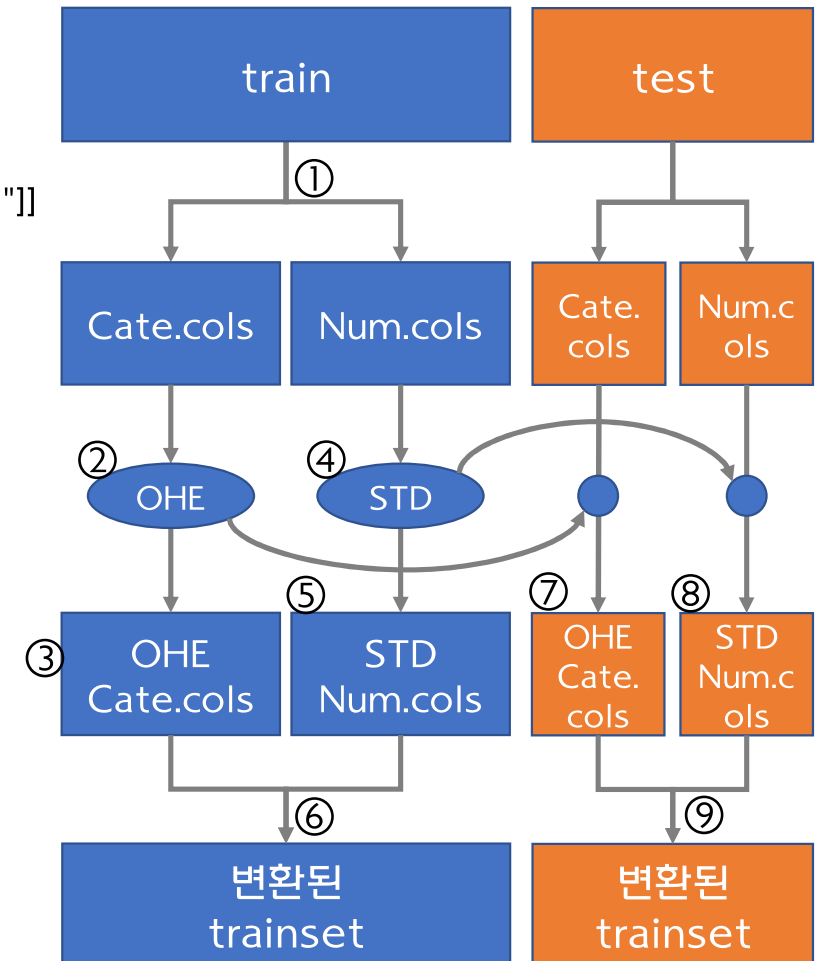 train
test
①
"]]
Cate.cols
Num.cols
Cate.
cols
Num.c
ols
②
④
OHE
STD
⑤
⑦
⑧
③
OHE
Cate.cols
STD
Num.cols
OHE
Cate.
cols
STD
Num.c
ols
⑥
⑨
변환된
trainset
변환된
trainset